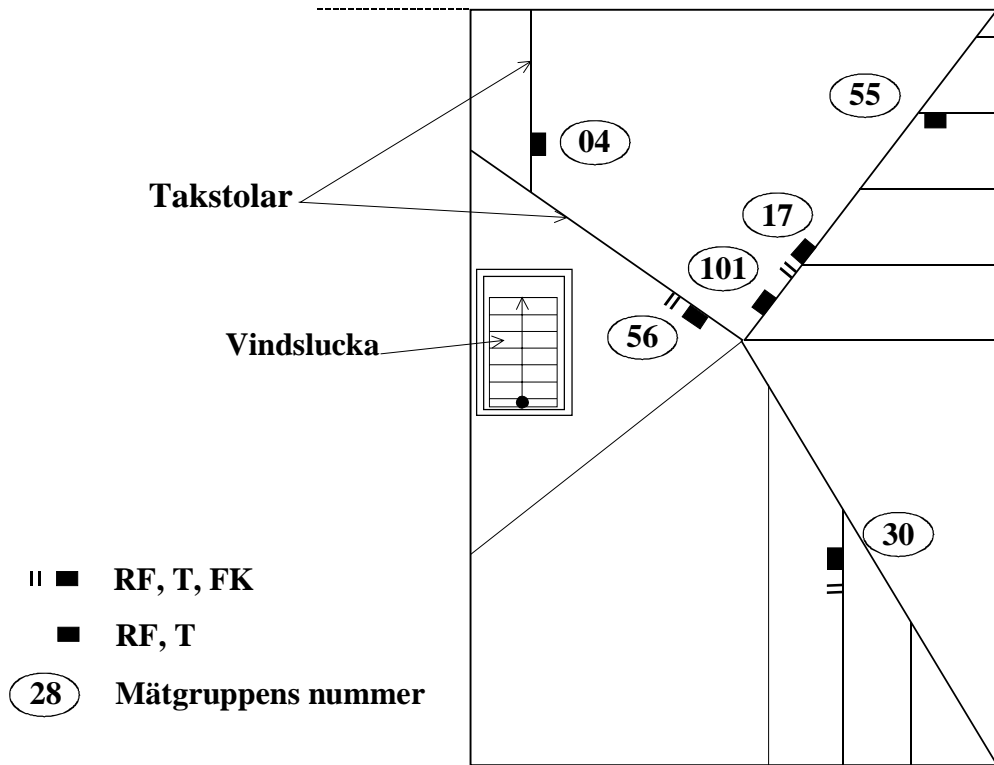 55
04
Takstolar
17
101
Vindslucka
56
30
RF, T, FK
RF, T
28 Mätgruppens nummer